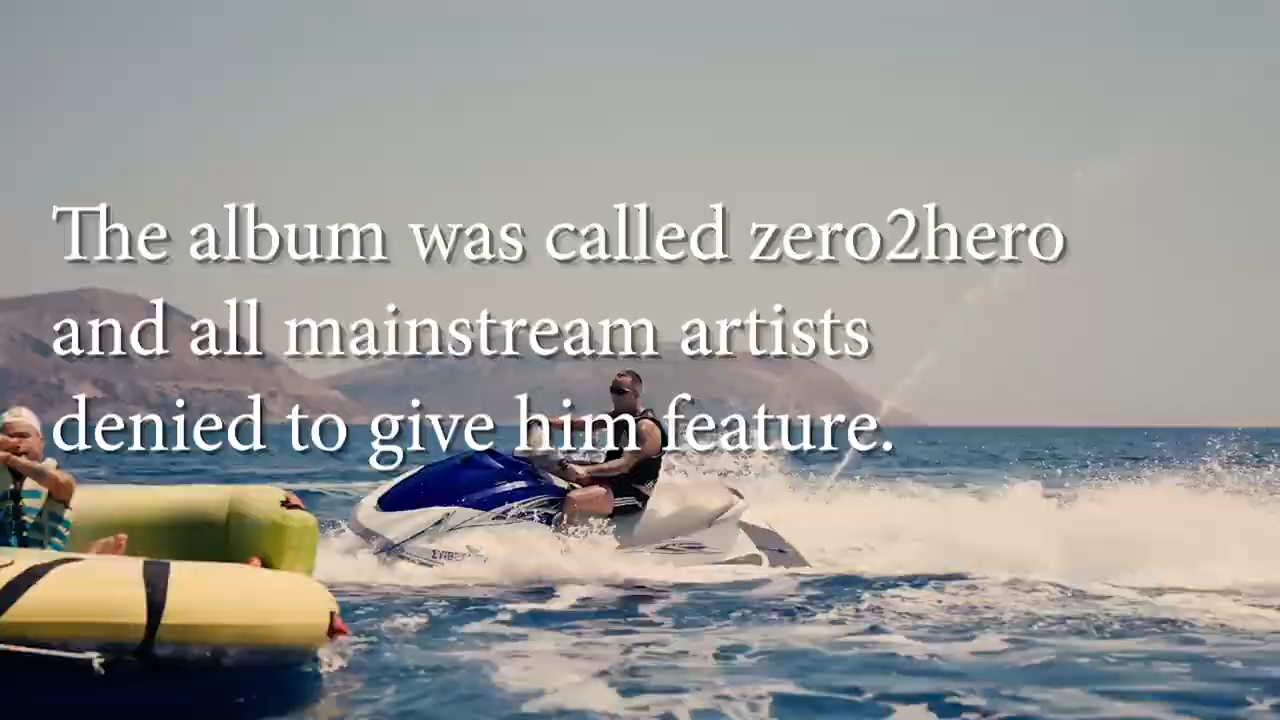 The album was called zero2hero
and all mainstream artists
denied to give him feature.